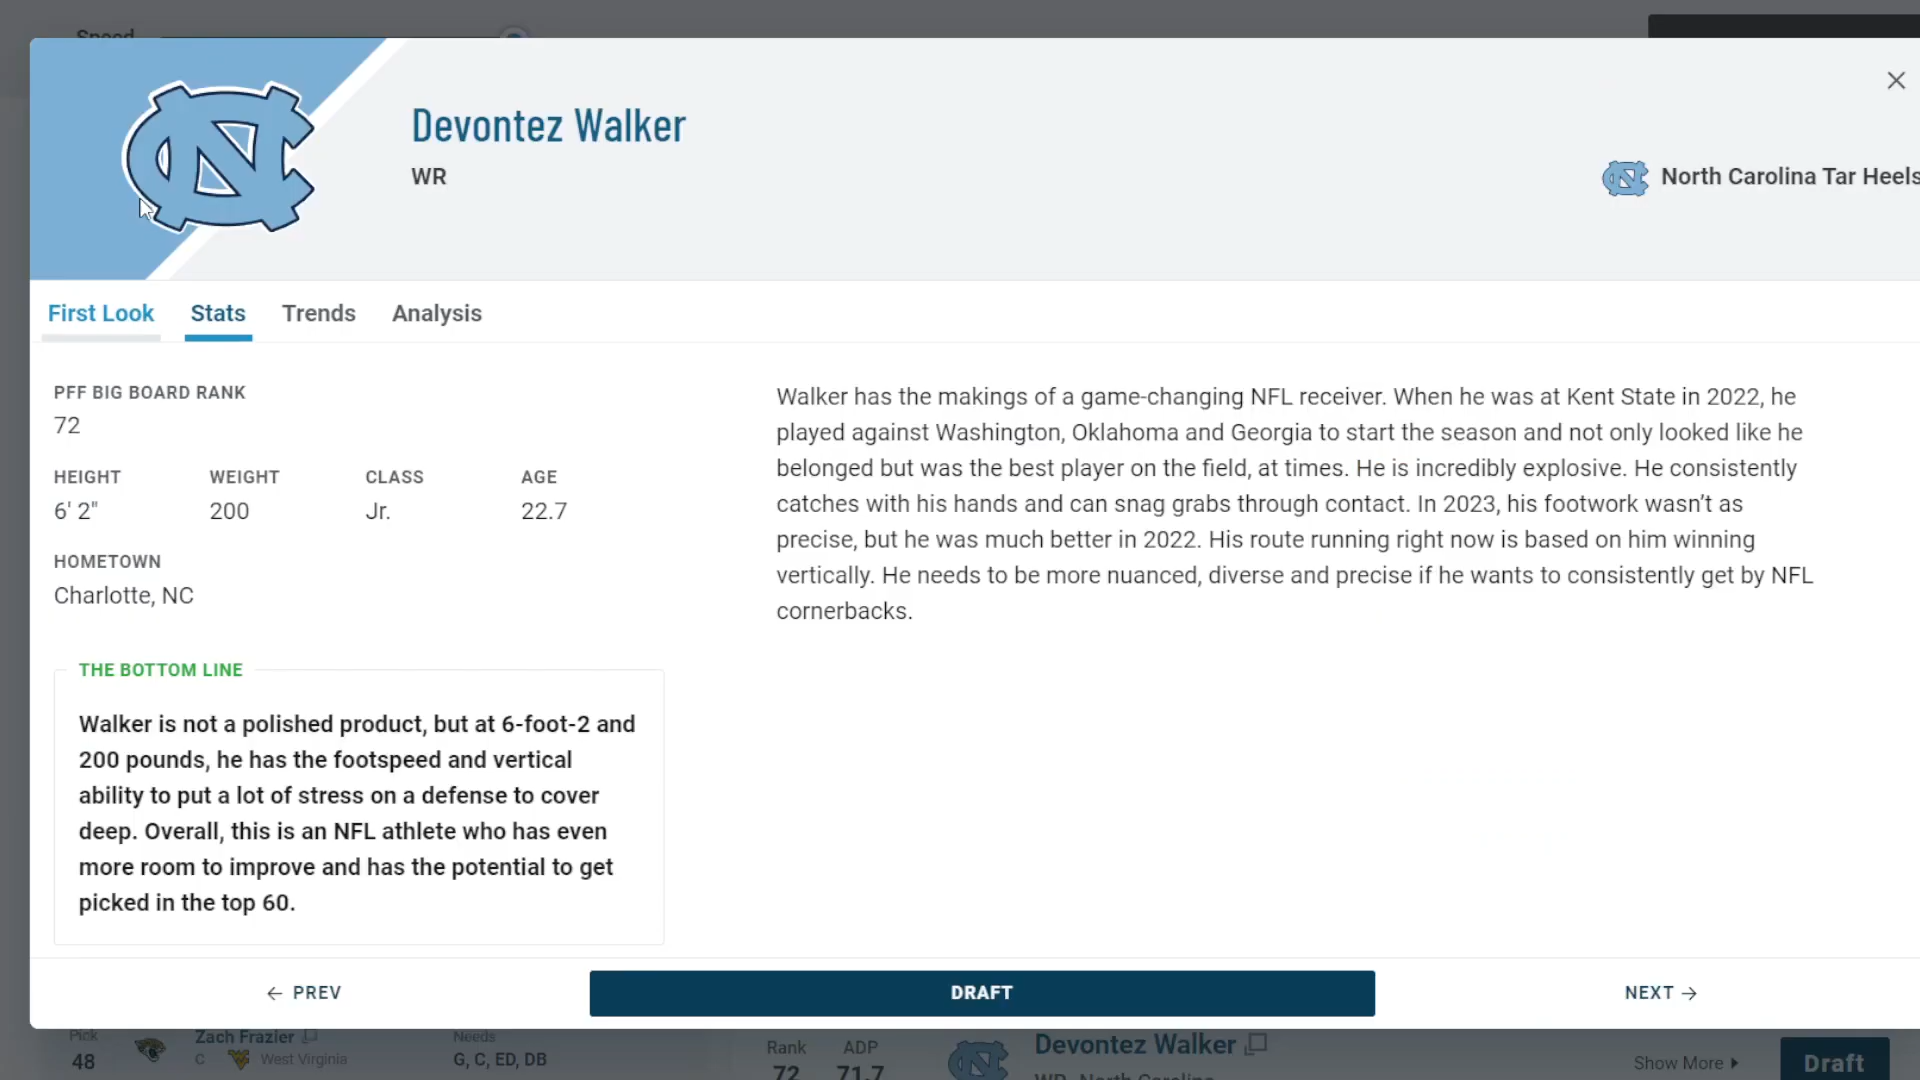 Speed
Devontez Walker
WR
North Carolina Tar Heels
First Look
Stats
Trends
Analysis
PFF BIG BOARD RANK
72
HEIGHT WEIGHT CLASS AGE
6' 2" 200 Jr. 22.7
HOMETOWN
Charlotte, NC
THE BOTTOM LINE
Walker is not a polished product, but at 6-foot-2 and
200 pounds, he has the footspeed and vertical
ability to put a lot of stress on a defense to cover
deep. Overall, this is an NFL athlete who has even
more room to improve and has the potential to get
picked in the top 60.
Walker has the makings of a game-changing NFL receiver. When he was at Kent State in 2022, he
played against Washington, Oklahoma and Georgia to start the season and not only looked like he
belonged but was the best player on the field, at times. He is incredibly explosive. He consistently
catches with his hands and can snag grabs through contact. In 2023, his footwork wasn’t as
precise, but he was much better in 2022. His route running right now is based on him winning
vertically. He needs to be more nuanced, diverse and precise if he wants to consistently get by NFL
cornerbacks.
← PREV
DRAFT
NEXT →
Pick
48
Zach Frazier
C West Virginia
Needs
G, C, ED, DB
Rank ADP
72 71.7
Devontez Walker
WR North Carolina
Show More
Draft